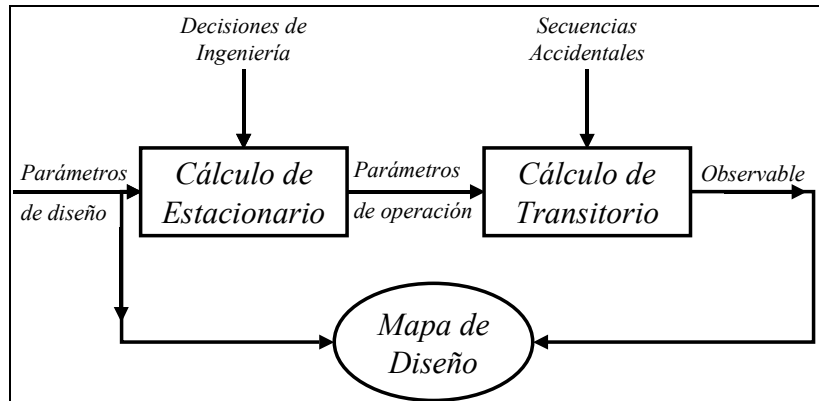 Decisiones de
Ingeniería
Secuencias
Accidentales
Parámetros
de diseño
Cálculo de
Estacionario
Parámetros
de operación
Cálculo de
Transitorio
Observable
Mapa de
Diseño